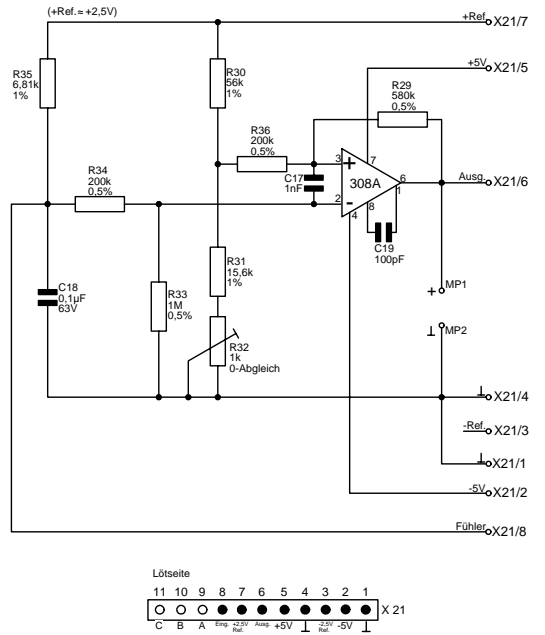 (+Ref.≈+2,5V)
+Ref. X21/7
+5V X21/5
R35
6,81k
1%
R30
56k
1%
R29
580k
0,5%
R36
200k
0,5%
C17
1nF
3 + 7
308A
6
2 - 4 8 1
Ausg. X21/6
R34
200k
0,5%
C19
100pF
R31
15,6k
1%
C18
0,1µF
63V
R33
1M
0,5%
+ MP1
⊥ MP2
R32
1k
0-Abgleich
⊥ X21/4
-Ref. X21/3
⊥ X21/1
-5V X21/2
Fühler X21/8
Lötseite
11 10 9 8 7 6 5 4 3 2 1
X 21
C B A Eing. +2,5V Ref. Ausg. +5V ⊥ -2,5V Ref. -5V ⊥